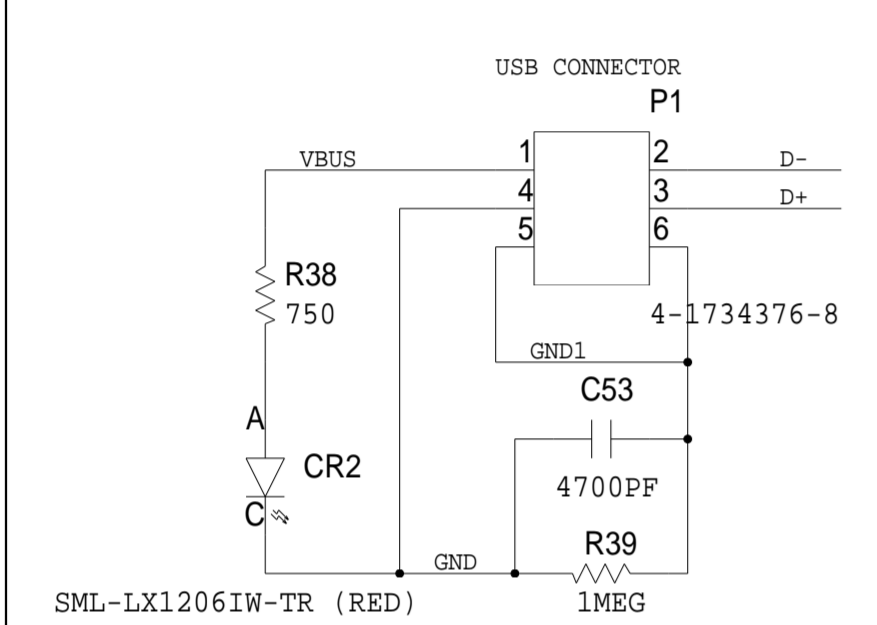 USB CONNECTOR
P1
VBUS
1
2
D-
4
3
D+
5
6
R38
750
4-1734376-8
GND1
C53
A
CR2
4700PF
C
R39
GND
SML-LX1206IW-TR (RED)
1MEG